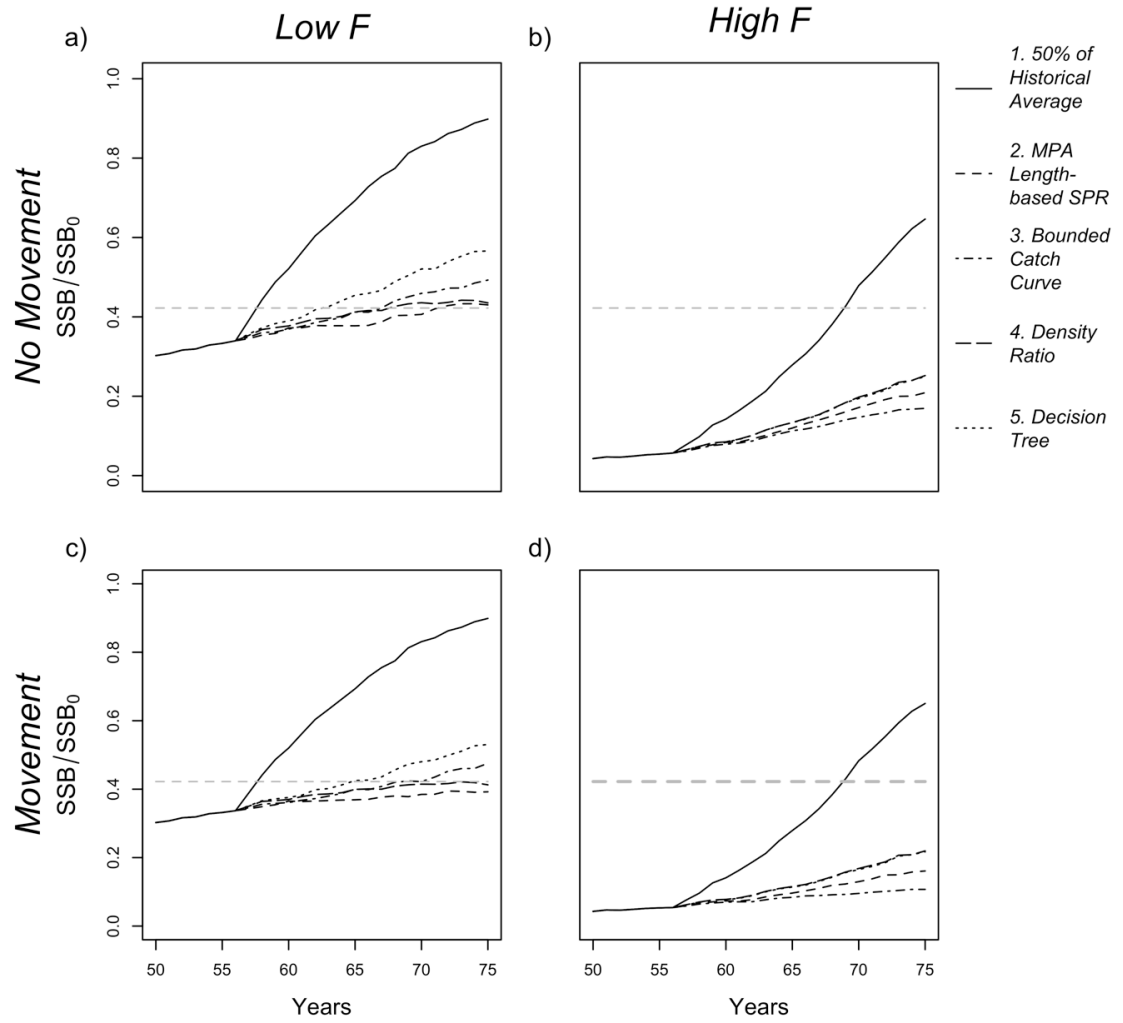 Low F
High F
a)
b)
No Movement
SSB/SSB₀
1.0
0.8
0.6
0.4
0.2
0.0
1. 50% of
Historical
Average
2. MPA
Length-
based SPR
3. Bounded
Catch
Curve
4. Density
Ratio
5. Decision
Tree
c)
d)
Movement
SSB/SSB₀
1.0
0.8
0.6
0.4
0.2
0.0
50 55 60 65 70 75
50 55 60 65 70 75
Years
Years